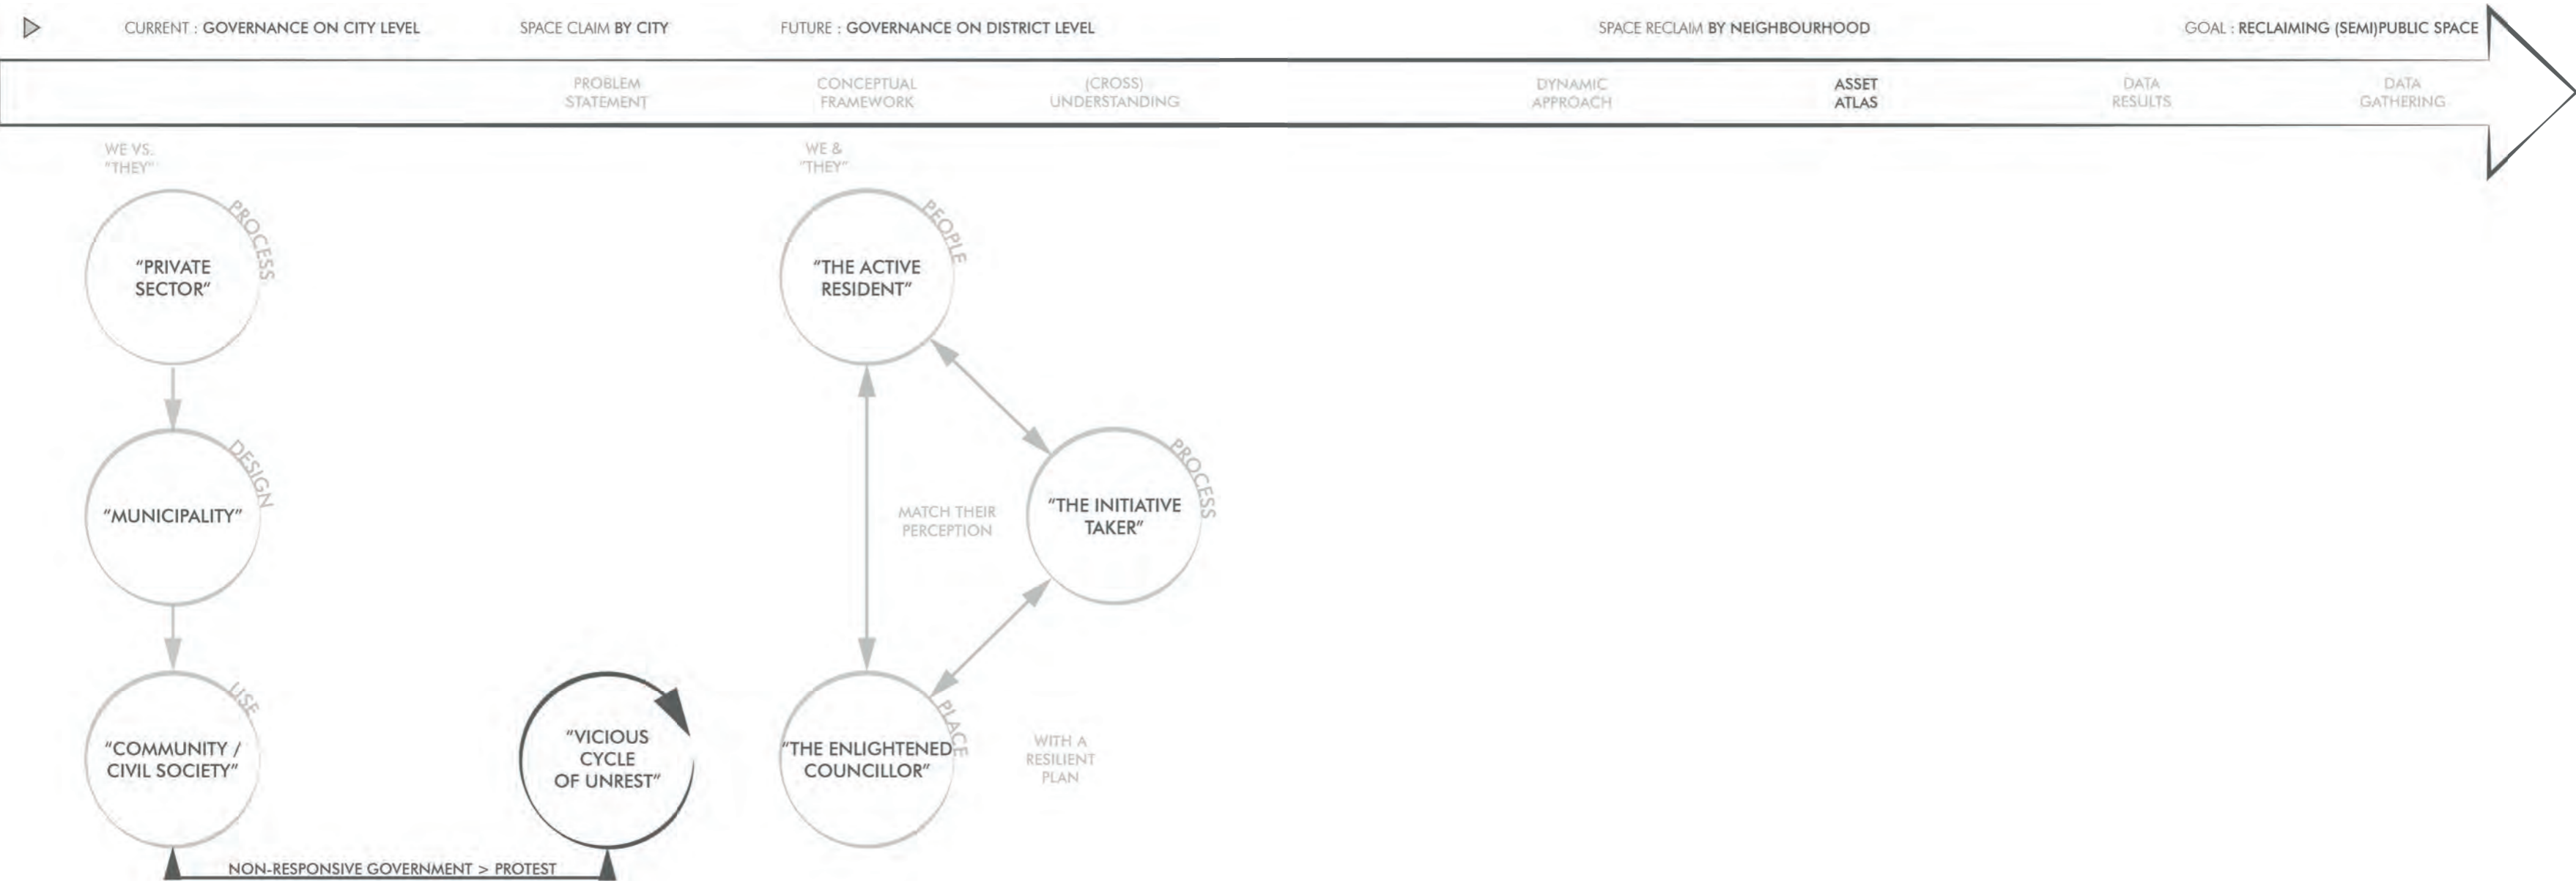 CURRENT : GOVERNANCE ON CITY LEVEL
SPACE CLAIM BY CITY
FUTURE : GOVERNANCE ON DISTRICT LEVEL
SPACE RECLAIM BY NEIGHBOURHOOD
GOAL : RECLAIMING (SEMI)PUBLIC SPACE
PROBLEM
STATEMENT
CONCEPTUAL
FRAMEWORK
(CROSS)
UNDERSTANDING
DYNAMIC
APPROACH
ASSET
ATLAS
DATA
RESULTS
DATA
GATHERING
WE VS.
"THEY"
PROCESS
"PRIVATE
SECTOR"
DESIGN
"MUNICIPALITY"
USE
"COMMUNITY /
CIVIL SOCIETY"
NON-RESPONSIVE GOVERNMENT > PROTEST
"VICIOUS
CYCLE
OF UNREST"
WE &
"THEY"
PEOPLE
"THE ACTIVE
RESIDENT"
MATCH THEIR
PERCEPTION
PROCESS
"THE INITIATIVE
TAKER"
PLACE
"THE ENLIGHTENED
COUNCILLOR"
WITH A
RESILIENT
PLAN